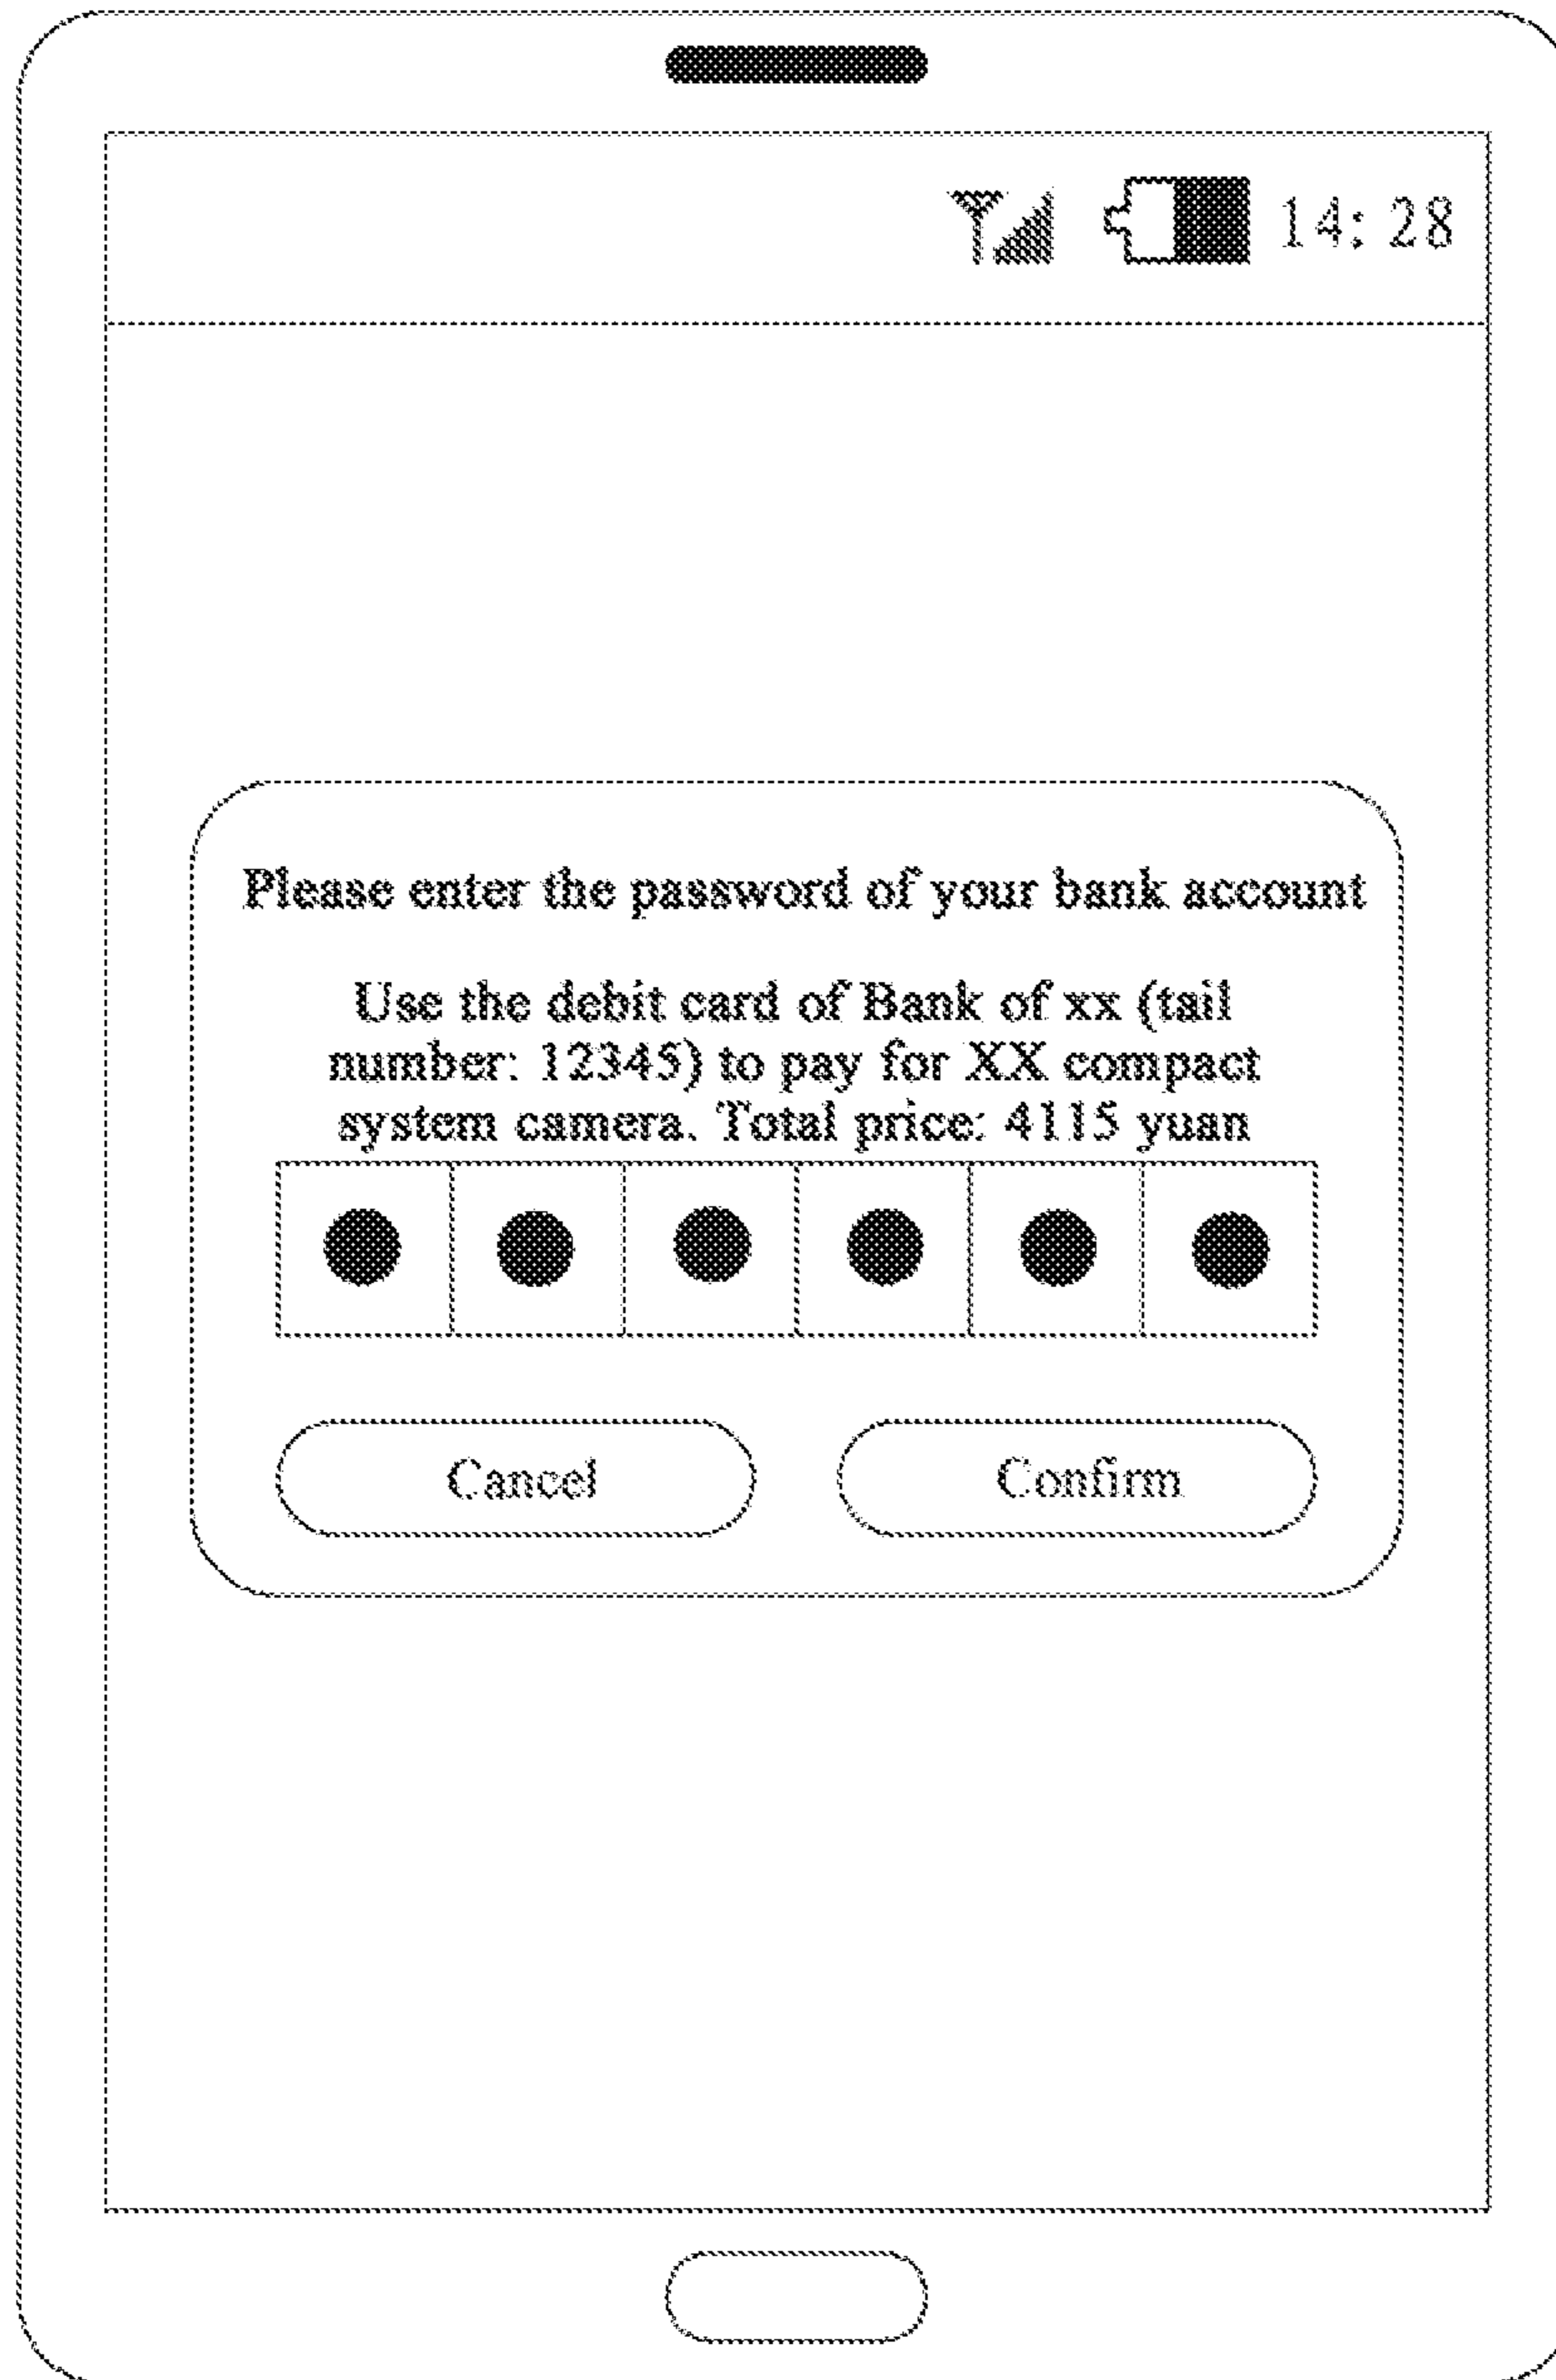 14: 28
Please enter the password of your bank account
Use the debit card of Bank of xx (tail
number: 12345) to pay for XX compact
system camera. Total price: 4115 yuan
Cancel
Confirm